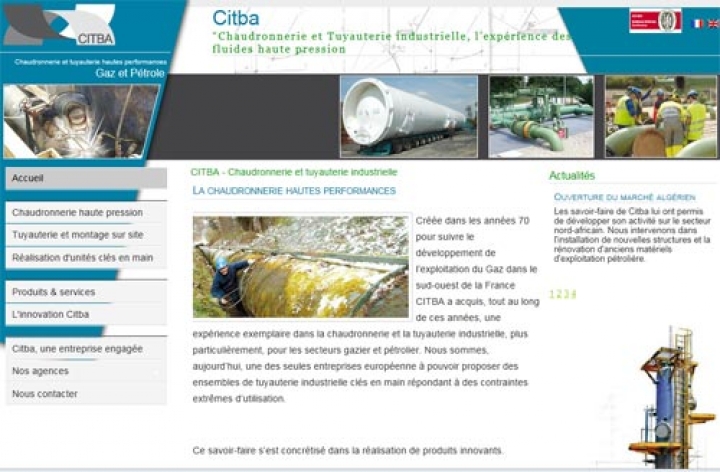 CITBA
Chaudronnerie et tuyauterie hautes performances
Gaz et Pétrole
Citba
"Chaudronnerie et Tuyauterie industrielle, l'expérience des
fluides haute pression
Accueil
Chaudronnerie haute pression
Tuyauterie et montage sur site
Réalisation d'unités clés en main
Produits & services
L'innovation Citba
Citba, une entreprise engagée
Nos agences
Nous contacter
CITBA - Chaudronnerie et tuyauterie industrielle
LA CHAUDRONNERIE HAUTES PERFORMANCES
Créée dans les années 70
pour suivre le
développement de
l'exploitation du Gaz dans le
sud-ouest de la France
CITBA a acquis, tout au long
de ces années, une
expérience exemplaire dans la chaudronnerie et la tuyauterie industrielle, plus
particulièrement, pour les secteurs gazier et pétrolier. Nous sommes,
aujourd'hui, une des seules entreprises européenne à pouvoir proposer des
ensembles de tuyauterie industrielle clés en main répondant à des contraintes
extrêmes d'utilisation.
Ce savoir-faire s'est concrétisé dans la réalisation de produits innovants.
Actualités
OUVERTURE DU MARCHÉ ALGÉRIEN
Les savoir-faire de Citba lui ont permis
de développer son activité sur le secteur
nord-africain. Nous intervenons dans
l'installation de nouvelles structures et la
rénovation d'anciens matériels
d'exploitation pétrolière.
1 2 3 4